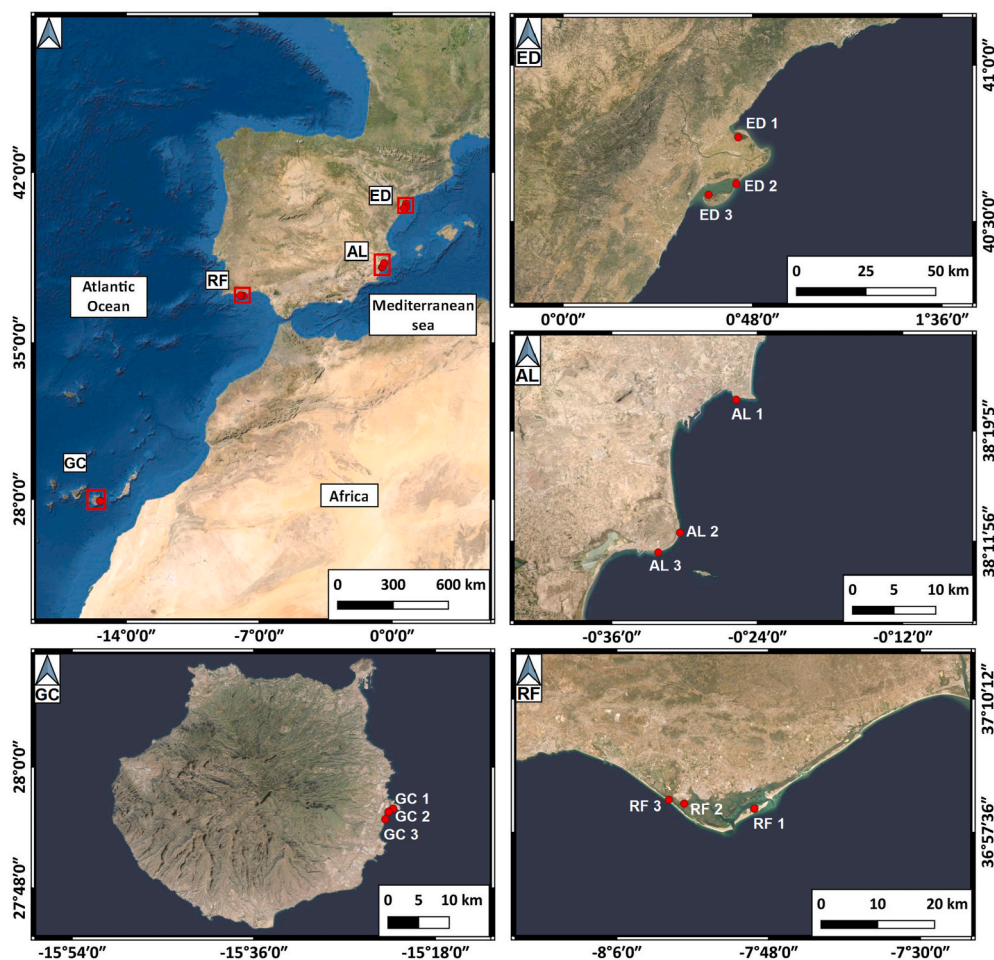 ED
AL
RF
Atlantic
Ocean
Mediterranean
sea
GC
Africa
0 300 600 km
42°0'0″
35°0'0″
28°0'0″
-14°0'0″ -7°0'0″ 0°0'0″
ED
ED 1
ED 2
ED 3
0 25 50 km
41°0'0″
40°30'0″
0°0'0″ 0°48'0″ 1°36'0″
AL
AL 1
AL 2
AL 3
0 5 10 km
38°19'5″
38°11'56″
-0°36'0″ -0°24'0″ -0°12'0″
GC
GC 1
GC 2
GC 3
0 5 10 km
28°0'0″
27°48'0″
-15°54'0″ -15°36'0″ -15°18'0″
RF
RF 3
RF 2
RF 1
0 10 20 km
37°10'12″
36°57'36″
-8°6'0″ -7°48'0″ -7°30'0″